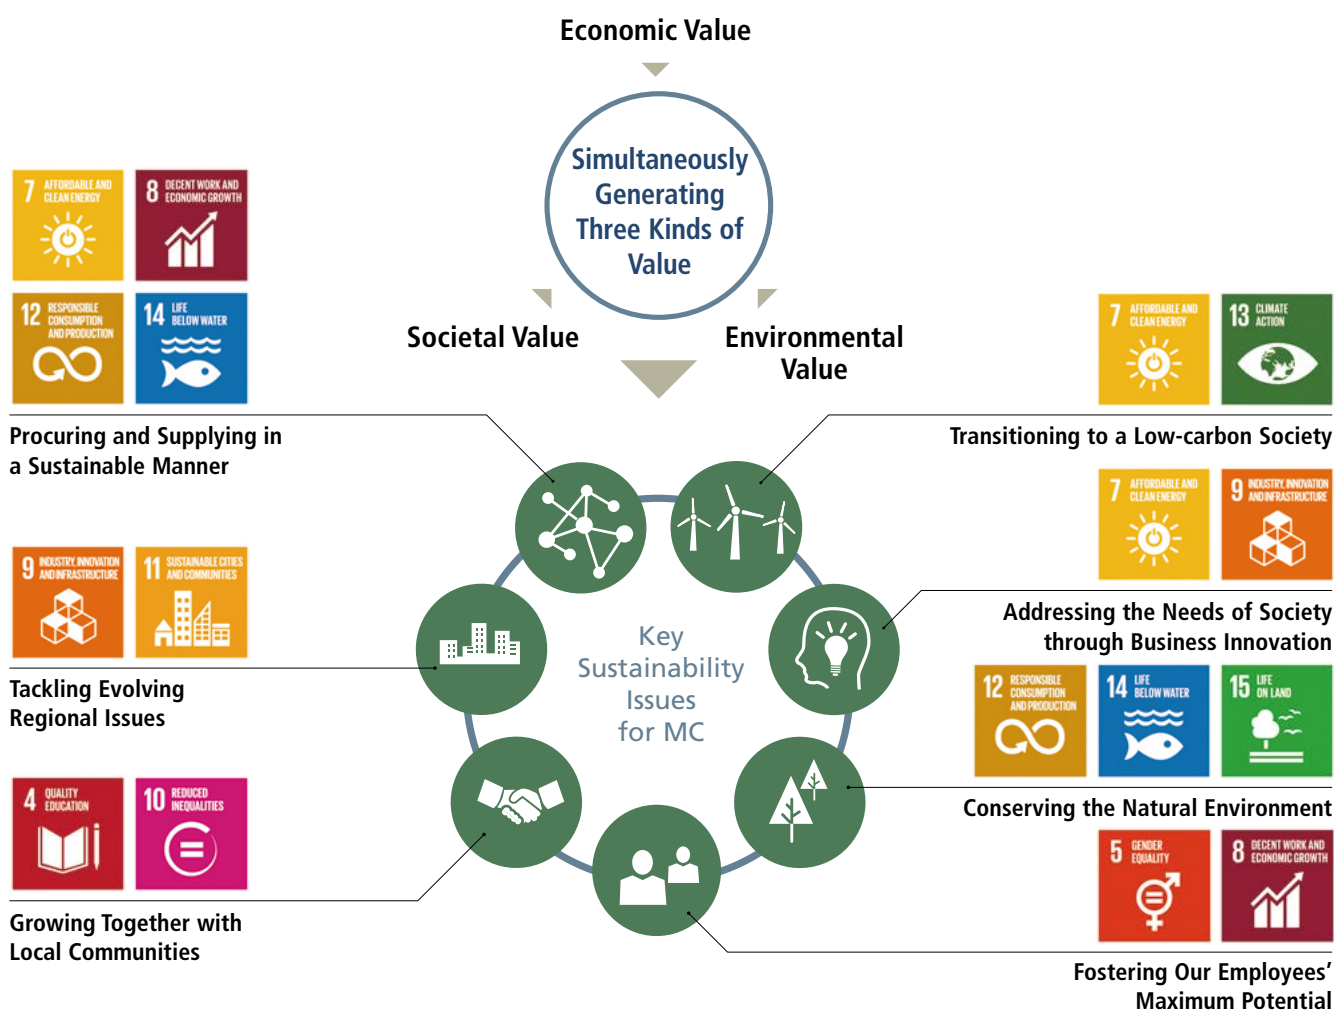 Economic Value
Simultaneously
Generating
Three Kinds of
Value
Societal Value
Environmental
Value
7 AFFORDABLE AND
CLEAN ENERGY
8 DECENT WORK AND
ECONOMIC GROWTH
12 RESPONSIBLE
CONSUMPTION
AND PRODUCTION
14 LIFE
BELOW WATER
Procuring and Supplying in
a Sustainable Manner
9 INDUSTRY, INNOVATION
AND INFRASTRUCTURE
11 SUSTAINABLE CITIES
AND COMMUNITIES
Tackling Evolving
Regional Issues
4 QUALITY
EDUCATION
10 REDUCED
INEQUALITIES
Growing Together with
Local Communities
Key
Sustainability
Issues
for MC
7 AFFORDABLE AND
CLEAN ENERGY
13 CLIMATE
ACTION
Transitioning to a Low-carbon Society
7 AFFORDABLE AND
CLEAN ENERGY
9 INDUSTRY, INNOVATION
AND INFRASTRUCTURE
Addressing the Needs of Society
through Business Innovation
12 RESPONSIBLE
CONSUMPTION
AND PRODUCTION
14 LIFE
BELOW WATER
15 LIFE
ON LAND
Conserving the Natural Environment
5 GENDER
EQUALITY
8 DECENT WORK AND
ECONOMIC GROWTH
Fostering Our Employees’
Maximum Potential